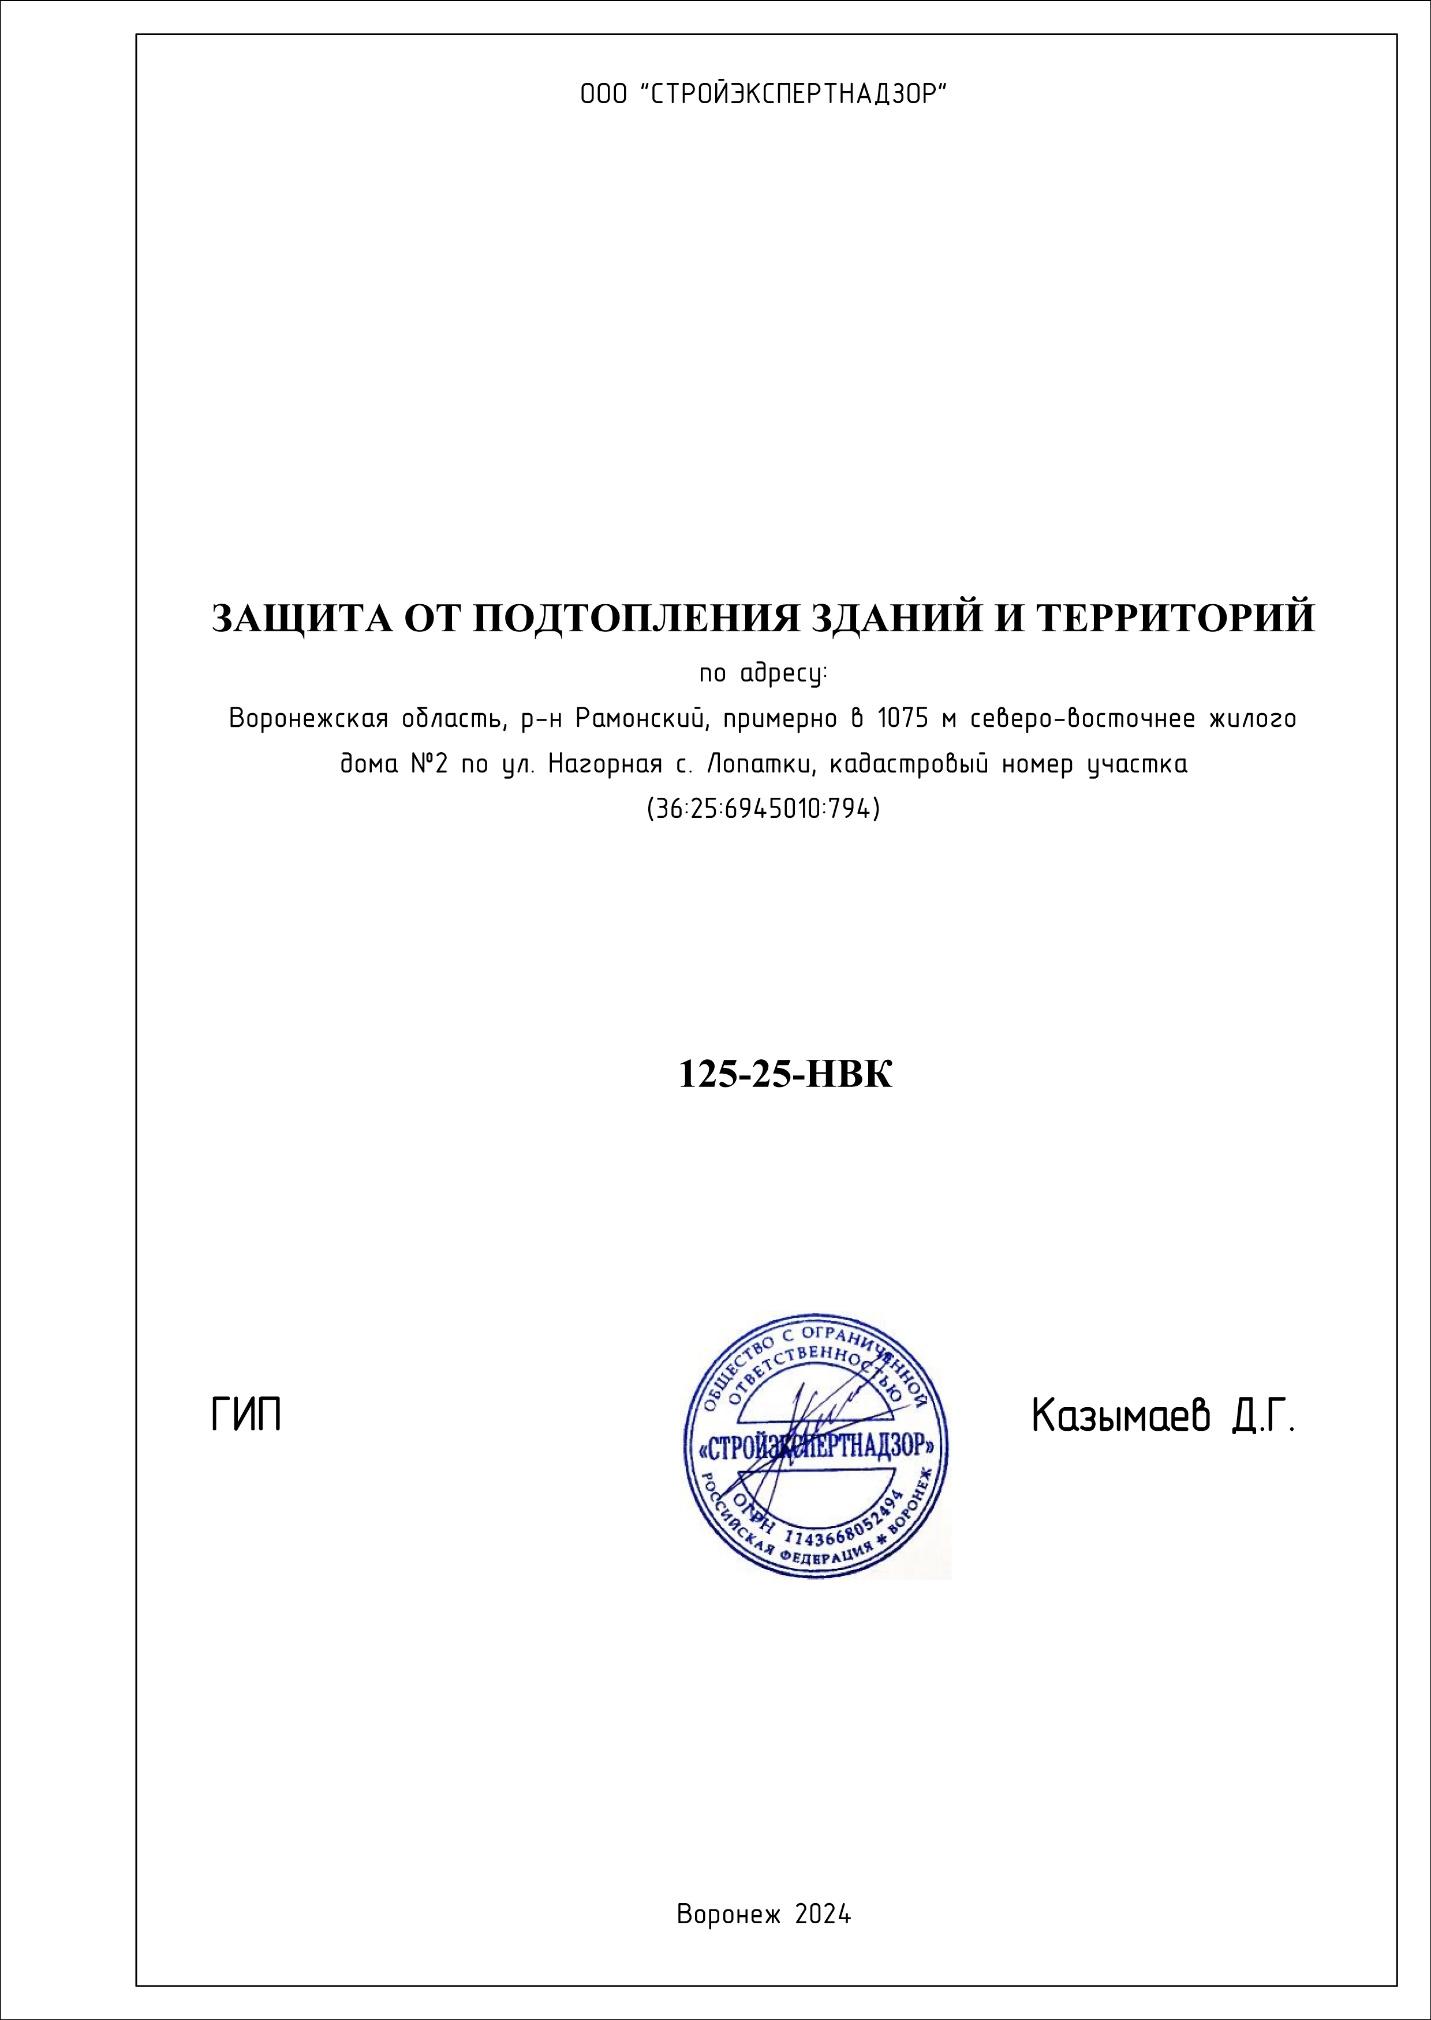 ООО "СТРОЙЭКСПЕРТНАДЗОР"
ЗАЩИТА ОТ ПОДТОПЛЕНИЯ ЗДАНИЙ И ТЕРРИТОРИЙ
по адресу:
Воронежская область, р-н Рамонский, примерно в 1075 м северо-восточнее жилого
дома №2 по ул. Нагорная с. Лопатки, кадастровый номер участка
(36:25:6945010:794)
125-25-НВК
ГИП
ОБЩЕСТВО С ОГРАНИЧЕННОЙ
ОТВЕТСТВЕННОСТЬЮ
«СТРОЙЭКСПЕРТНАДЗОР»
ОГРН 1143668052494
РОССИЙСКАЯ ФЕДЕРАЦИЯ * ВОРОНЕЖ
Казымаев Д.Г.
Воронеж 2024